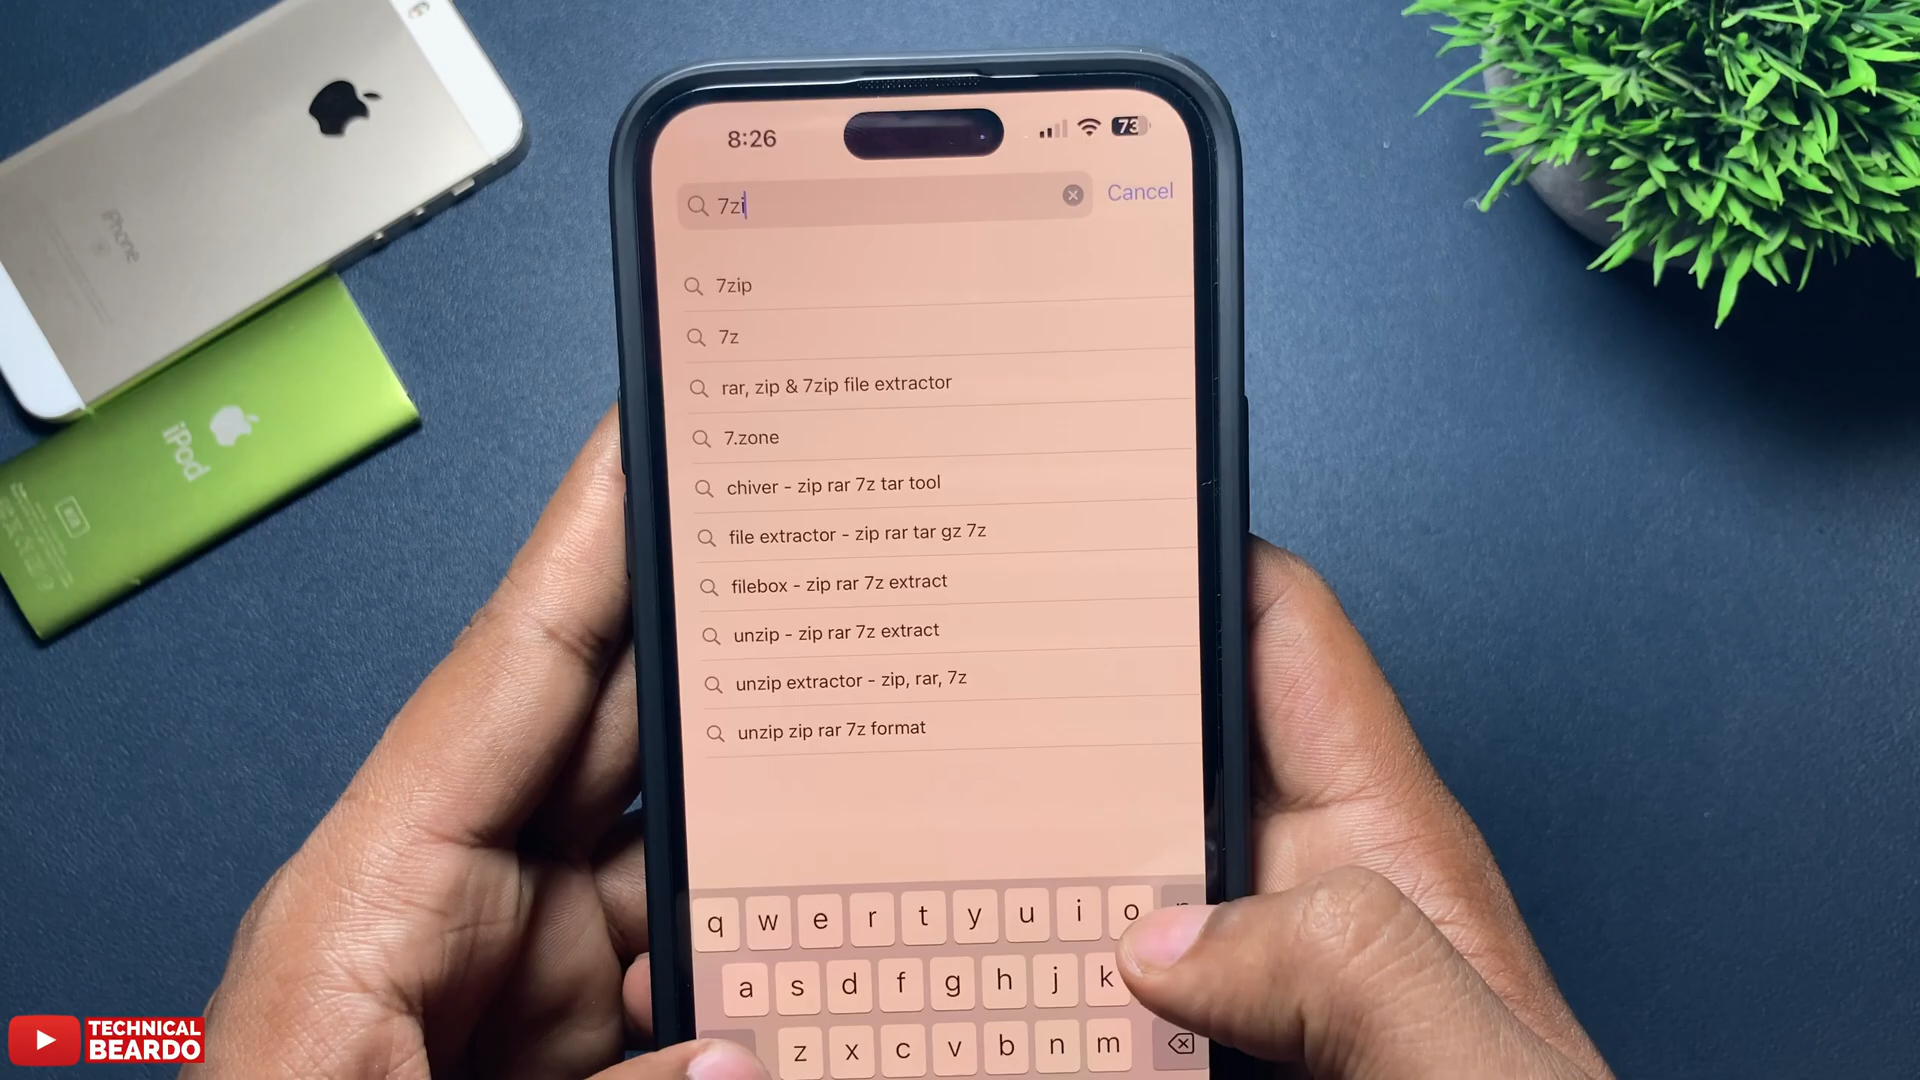 iPhone
iPod
8:26
73
7zi
Cancel
7zip
7z
rar, zip & 7zip file extractor
7.zone
chiver - zip rar 7z tar tool
file extractor - zip rar tar gz 7z
filebox - zip rar 7z extract
unzip - zip rar 7z extract
unzip extractor - zip, rar, 7z
unzip zip rar 7z format
q w e r t y u i o
a s d f g h j k
z x c v b n m
TECHNICAL
BEARDO